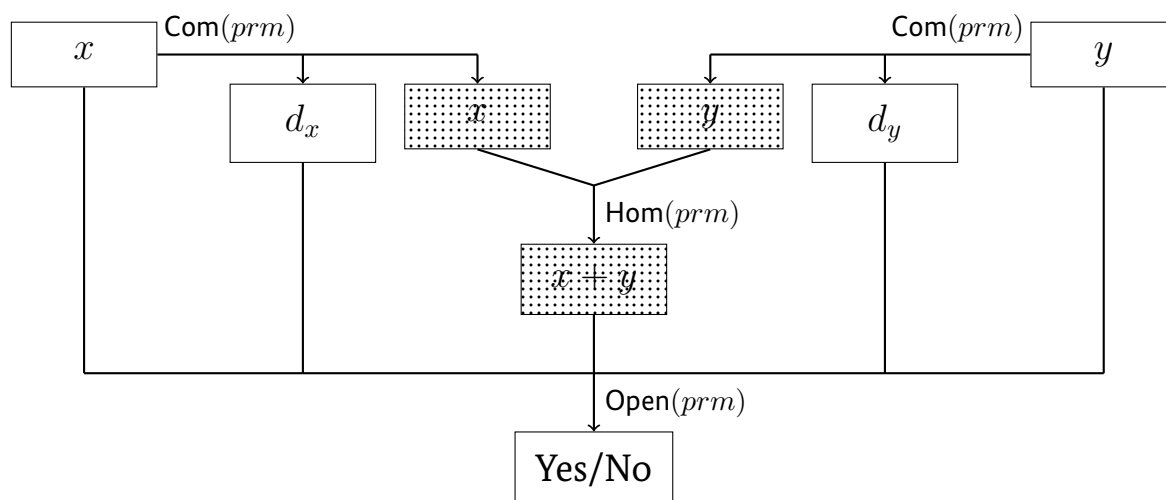 Com(prm) Com(prm)
x y
d_x x y d_y
Hom(prm)
x + y
Open(prm)
Yes/No